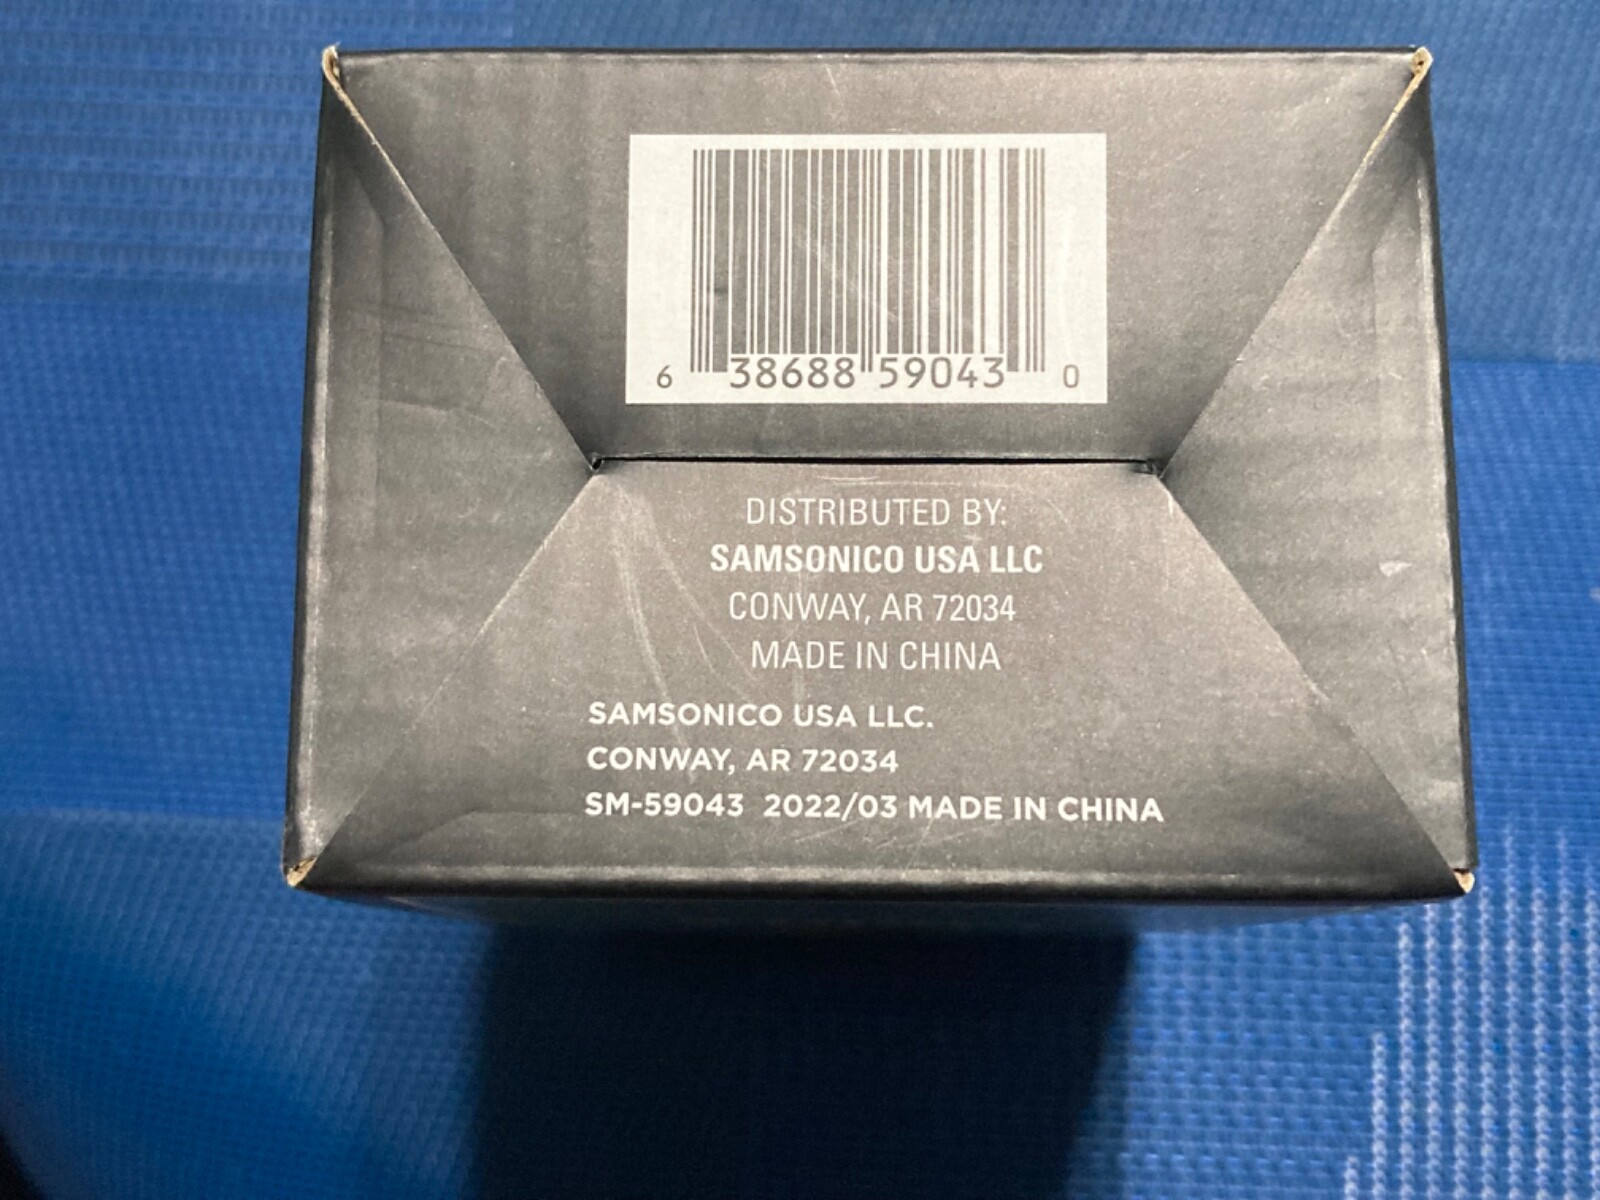 6 38688 59043 0
DISTRIBUTED BY:
SAMSONICO USA LLC
CONWAY, AR 72034
MADE IN CHINA
SAMSONICO USA LLC.
CONWAY, AR 72034
SM-59043 2022/03 MADE IN CHINA